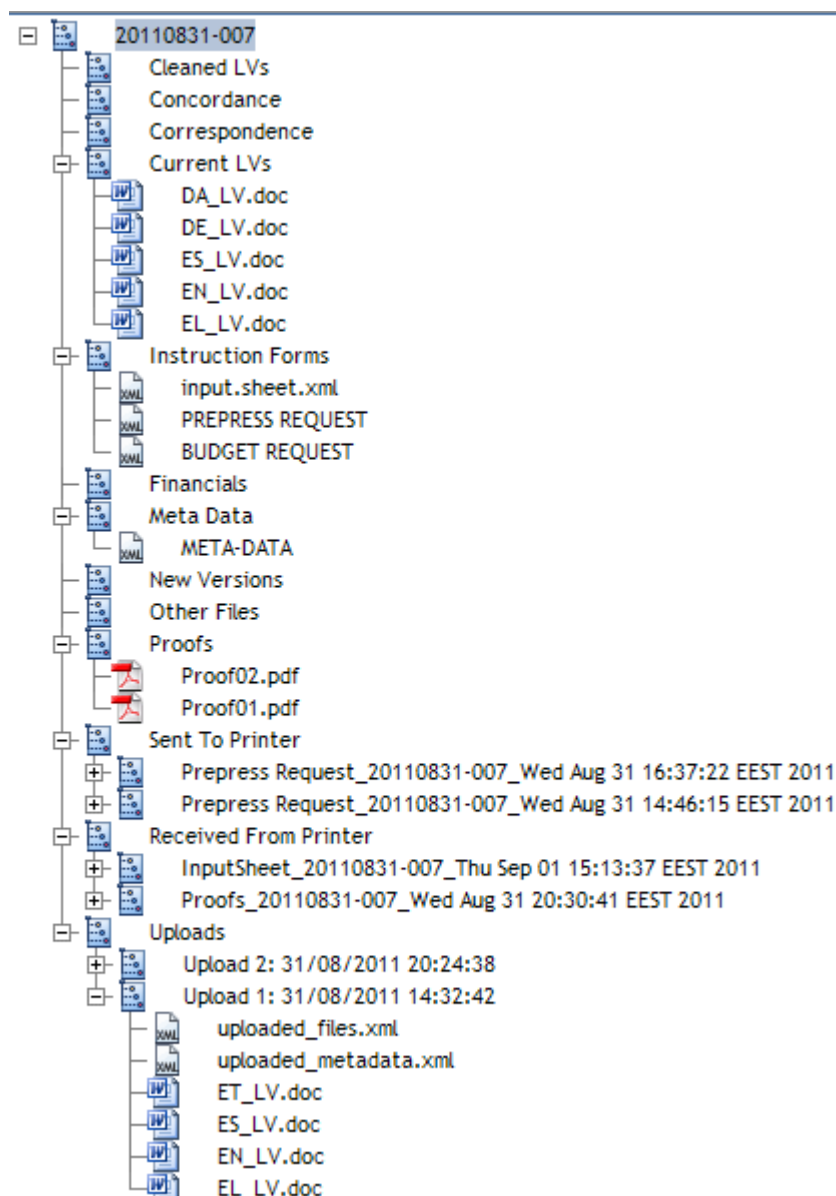 20110831-007
Cleaned LVs
Concordance
Correspondence
Current LVs
DA_LV.doc
DE_LV.doc
ES_LV.doc
EN_LV.doc
EL_LV.doc
Instruction Forms
input.sheet.xml
PREPRESS REQUEST
BUDGET REQUEST
Financials
Meta Data
META-DATA
New Versions
Other Files
Proofs
Proof02.pdf
Proof01.pdf
Sent To Printer
Prepress Request_20110831-007_Wed Aug 31 16:37:22 EEST 2011
Prepress Request_20110831-007_Wed Aug 31 14:46:15 EEST 2011
Received From Printer
InputSheet_20110831-007_Thu Sep 01 15:13:37 EEST 2011
Proofs_20110831-007_Wed Aug 31 20:30:41 EEST 2011
Uploads
Upload 2: 31/08/2011 20:24:38
Upload 1: 31/08/2011 14:32:42
uploaded_files.xml
uploaded_metadata.xml
ET_LV.doc
ES_LV.doc
EN_LV.doc
EL_LV.doc